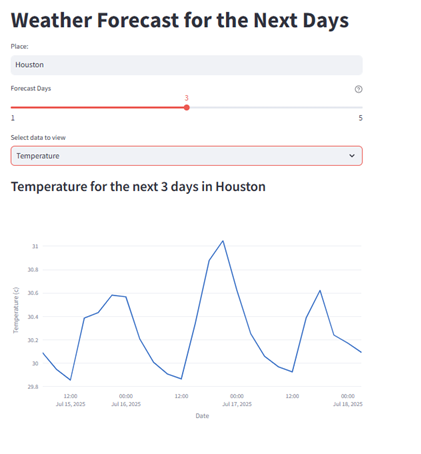 Weather Forecast for the Next Days
Place:
Houston
Forecast Days
3
1 5
Select data to view
Temperature
Temperature for the next 3 days in Houston
31
30.8
30.6
30.4
30.2
30
29.8
Temperature (c)
12:00 00:00 12:00 00:00 12:00 00:00
Jul 15, 2025 Jul 16, 2025 Jul 17, 2025 Jul 18, 2025
Date